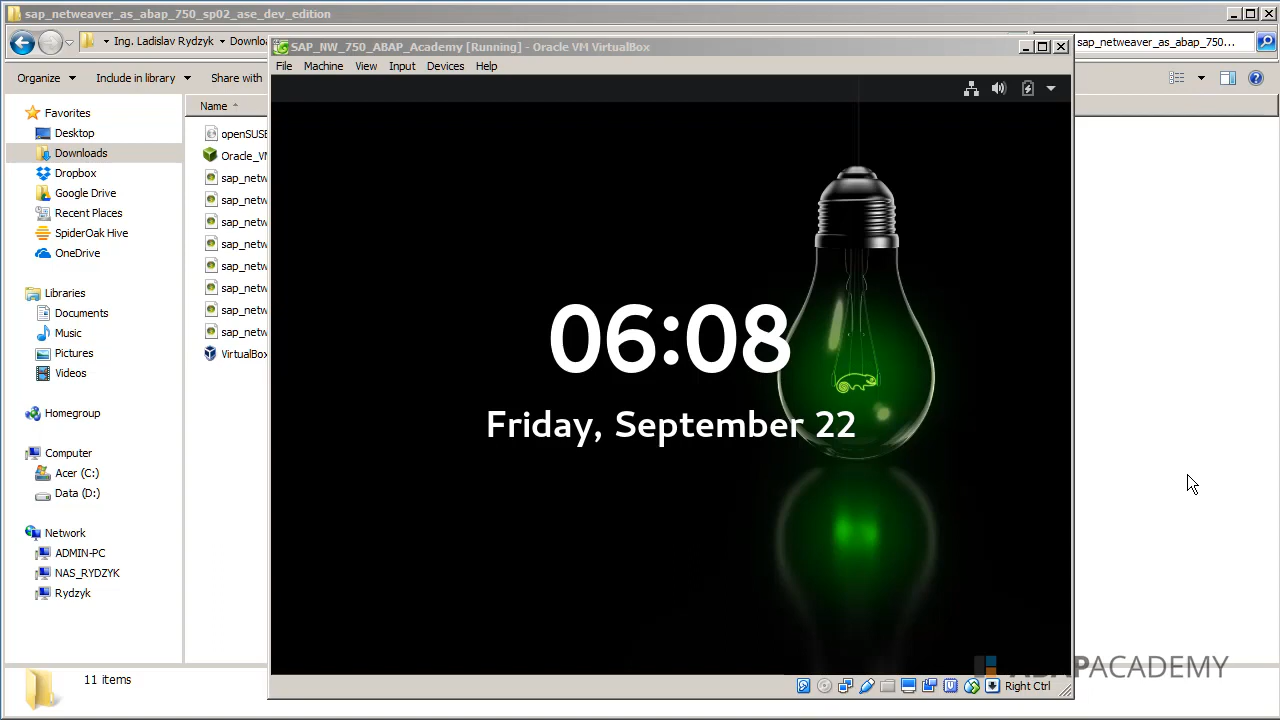 sap_netweaver_as_abap_750_sp02_ase_dev_edition
Ing. Ladislav Rydzyk
sap_netweaver_as_abap_750...
SAP_NW_750_ABAP_Academy [Running] - Oracle VM VirtualBox
File Machine View Input Devices Help
Organize Include in library Share with
Name
Favorites
Desktop
Downloads
Dropbox
Google Drive
Recent Places
SpiderOak Hive
OneDrive
Libraries
Documents
Music
Pictures
Videos
Homegroup
Computer
Acer (C:)
Data (D:)
Network
ADMIN-PC
NAS_RYDZYK
Rydzyk
openSUSE
Oracle_VM
sap_netw
sap_netw
sap_netw
sap_netw
sap_netw
sap_netw
sap_netw
sap_netw
VirtualBox
06:08
Friday, September 22
Right Ctrl
11 items
ABAPACADEMY